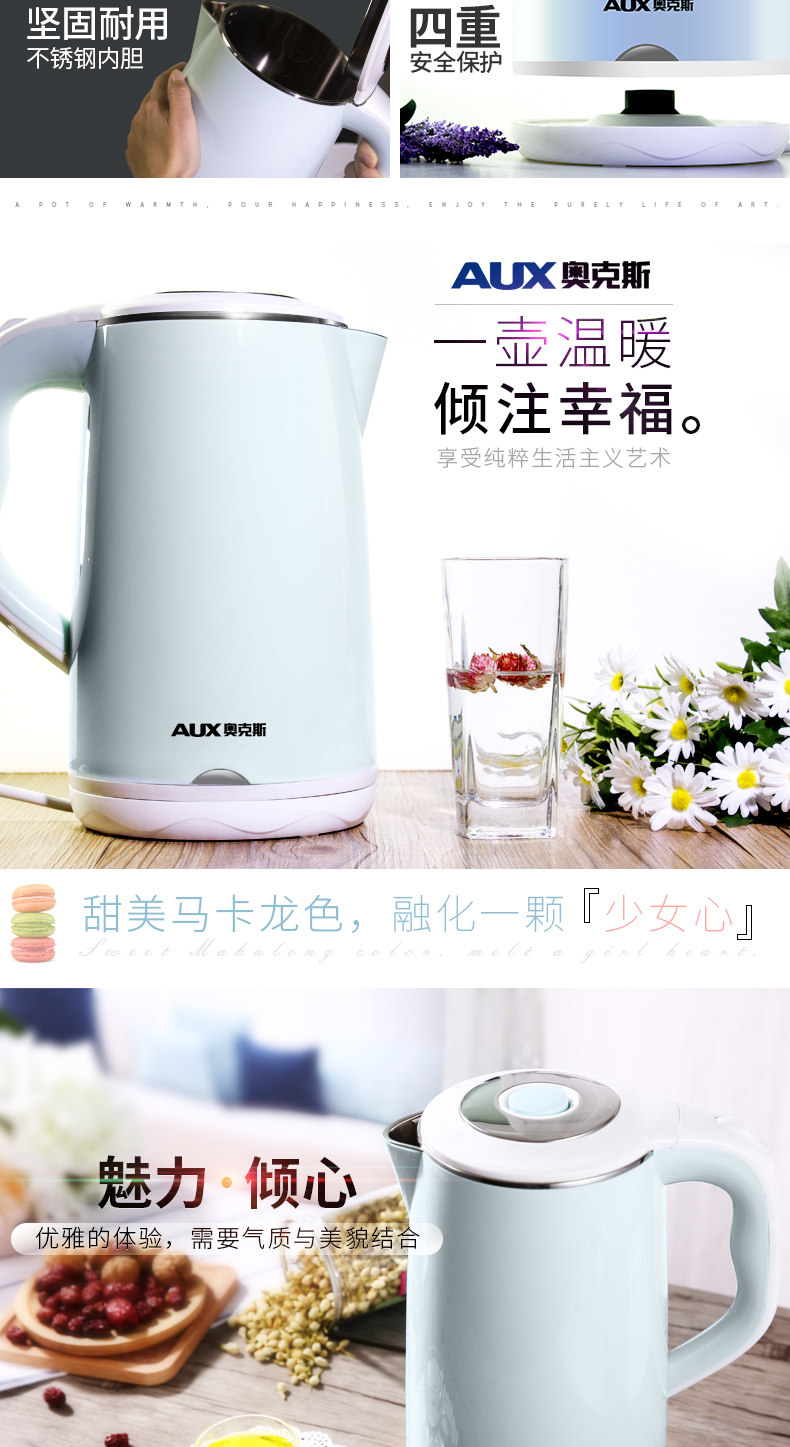 坚固耐用
不锈钢内胆
四重
安全保护
AUX奥克斯
A POT OF WARMTH, POUR HAPPINESS, ENJOY THE PURELY LIFE OF ART.
AUX奥克斯
一壶温暖
倾注幸福。
享受纯粹生活主义艺术
AUX奥克斯
甜美马卡龙色，融化一颗『少女心』
Sweet Makalong color, melt a girl heart.
魅力·倾心
优雅的体验，需要气质与美貌结合